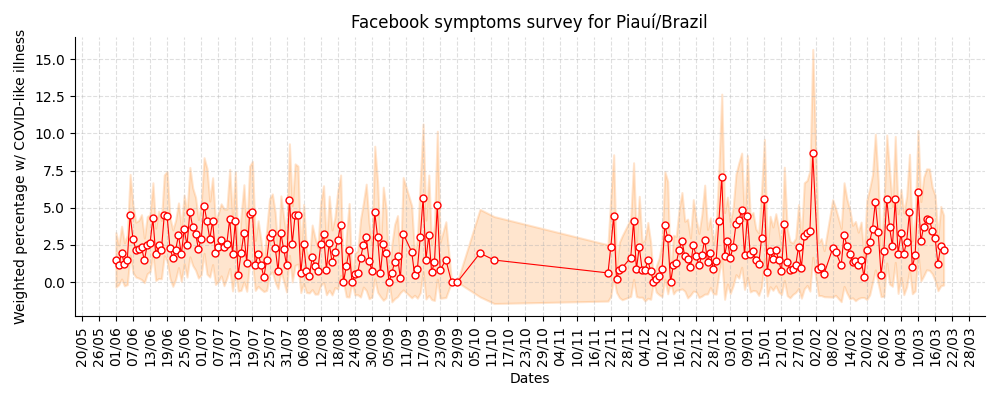 Facebook symptoms survey for Piauí/Brazil
Weighted percentage w/ COVID-like illness
15.0
12.5
10.0
7.5
5.0
2.5
0.0
20/05 26/05 01/06 07/06 13/06 19/06 25/06 01/07 07/07 13/07 19/07 25/07 31/07 06/08 12/08 18/08 24/08 30/08 05/09 11/09 17/09 23/09 29/09 05/10 11/10 17/10 23/10 29/10 04/11 10/11 16/11 22/11 28/11 04/12 10/12 16/12 22/12 28/12 03/01 09/01 15/01 21/01 27/01 02/02 08/02 14/02 20/02 26/02 04/03 10/03 16/03 22/03 28/03
Dates